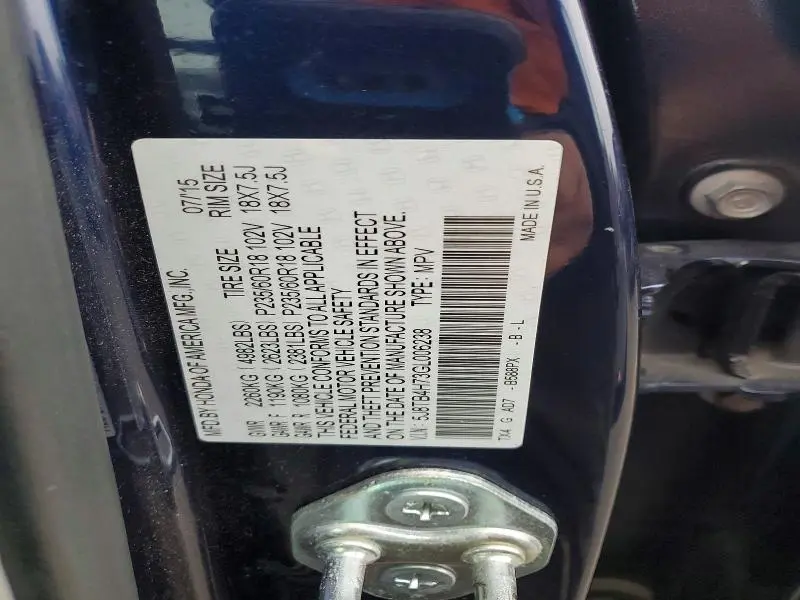 MFD. BY HONDA OF AMERICA MFG., INC. 07/15
TIRE SIZE RIM SIZE
GVWR 2260KG ( 4982LBS)
GAWR F 1190KG ( 2623LBS) P235/60R18 102V 18X7.5J
GAWR R 1080KG ( 2381LBS) P235/60R18 102V 18X7.5J
THIS VEHICLE CONFORMS TO ALL APPLICABLE
FEDERAL MOTOR VEHICLE SAFETY
AND THEFT PREVENTION STANDARDS IN EFFECT
ON THE DATE OF MANUFACTURE SHOWN ABOVE.
V.I.N.: 5J8TB4H73GL006238 TYPE: MPV
TX4 G AD7 - B588PX - B - L MADE IN U.S.A.